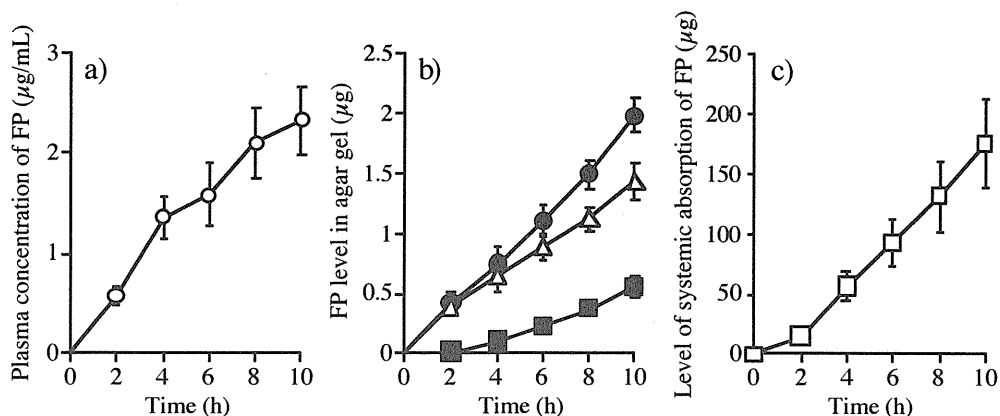 a)
Plasma concentration of FP (µg/mL)
3
2
1
0
0 2 4 6 8 10
Time (h)
b)
FP level in agar gel (µg)
2.5
2
1.5
1
0.5
0
0 2 4 6 8 10
Time (h)
c)
Level of systemic absorption of FP (µg)
250
200
150
100
50
0
0 2 4 6 8 10
Time (h)